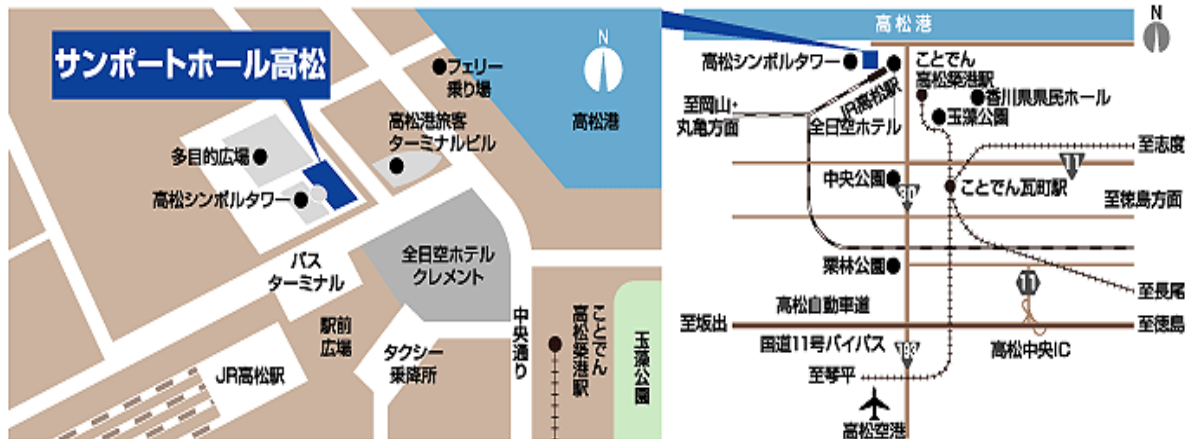 サンポートホール高松
N
フェリー
乗り場
高松港
高松港旅客
ターミナルビル
多目的広場
高松シンボルタワー
バス
ターミナル
全日空ホテル
クレメント
駅前
広場
タクシー
乗降所
JR高松駅
中央通り
ことでん
高松築港駅
玉藻公園
高松港
N
高松シンボルタワー
ことでん
高松築港駅
JR高松駅
香川県県民ホール
玉藻公園
至岡山・
丸亀方面
全日空ホテル
至志度
11
中央公園
ことでん瓦町駅
至徳島方面
栗林公園
11
至長尾
高松自動車道
至坂出
至徳島
国道11号バイパス
193
高松中央IC
至琴平
高松空港